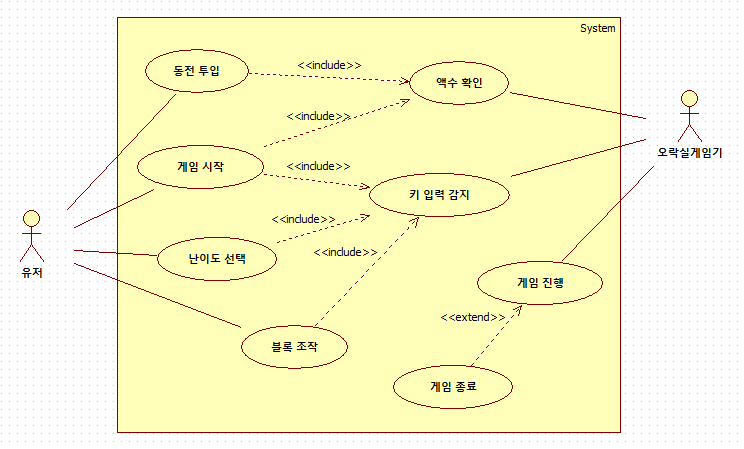 System
동전 투입
<<include>>
액수 확인
<<include>>
게임 시작
<<include>>
오락실게임기
키 입력 감지
<<include>>
난이도 선택
<<include>>
유저
게임 진행
<<extend>>
블록 조작
게임 종료